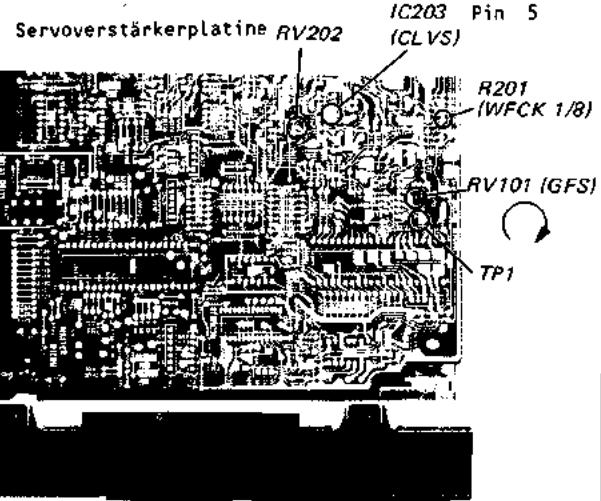 Servoverstärkerplatine
RV202
IC203 Pin 5
(CLVS)
R201
(WFCK 1/8)
RV101 (GFS)
TP1